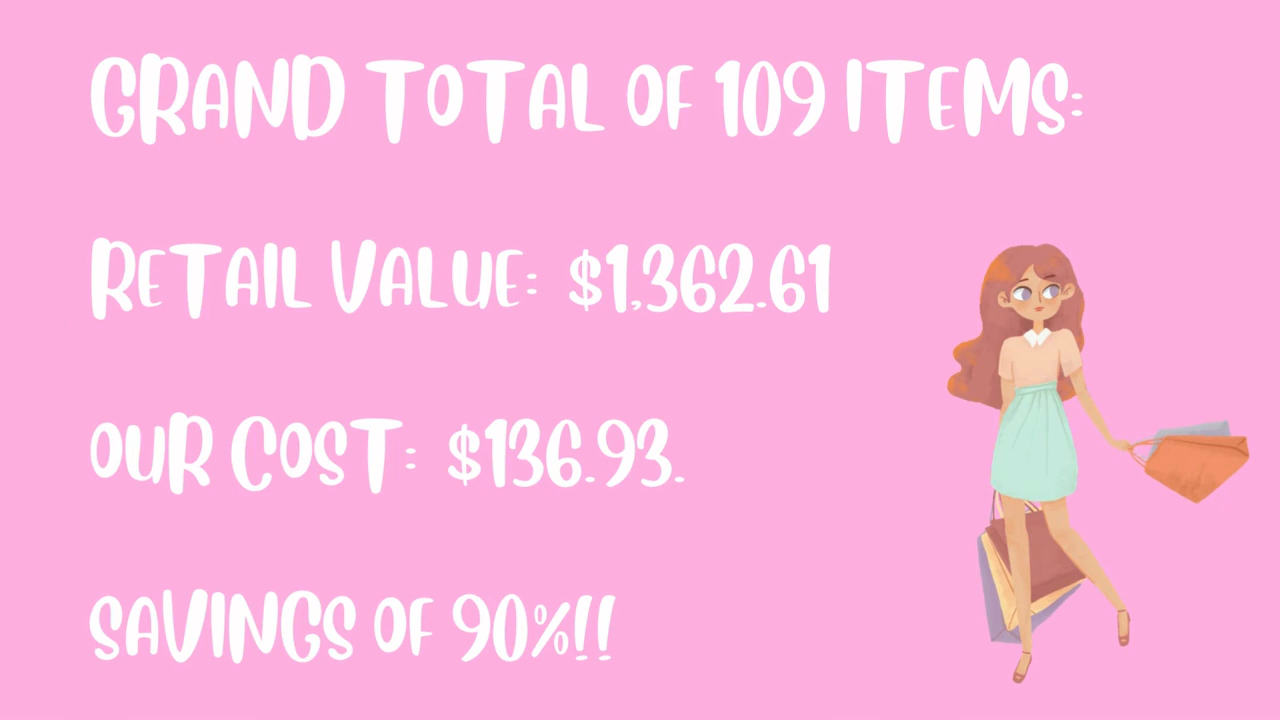 GRAND TOTAL OF 109 ITEMS:
RETAIL VALUE: $1,362.61
OUR COST: $136.93.
SAVINGS OF 90%!!